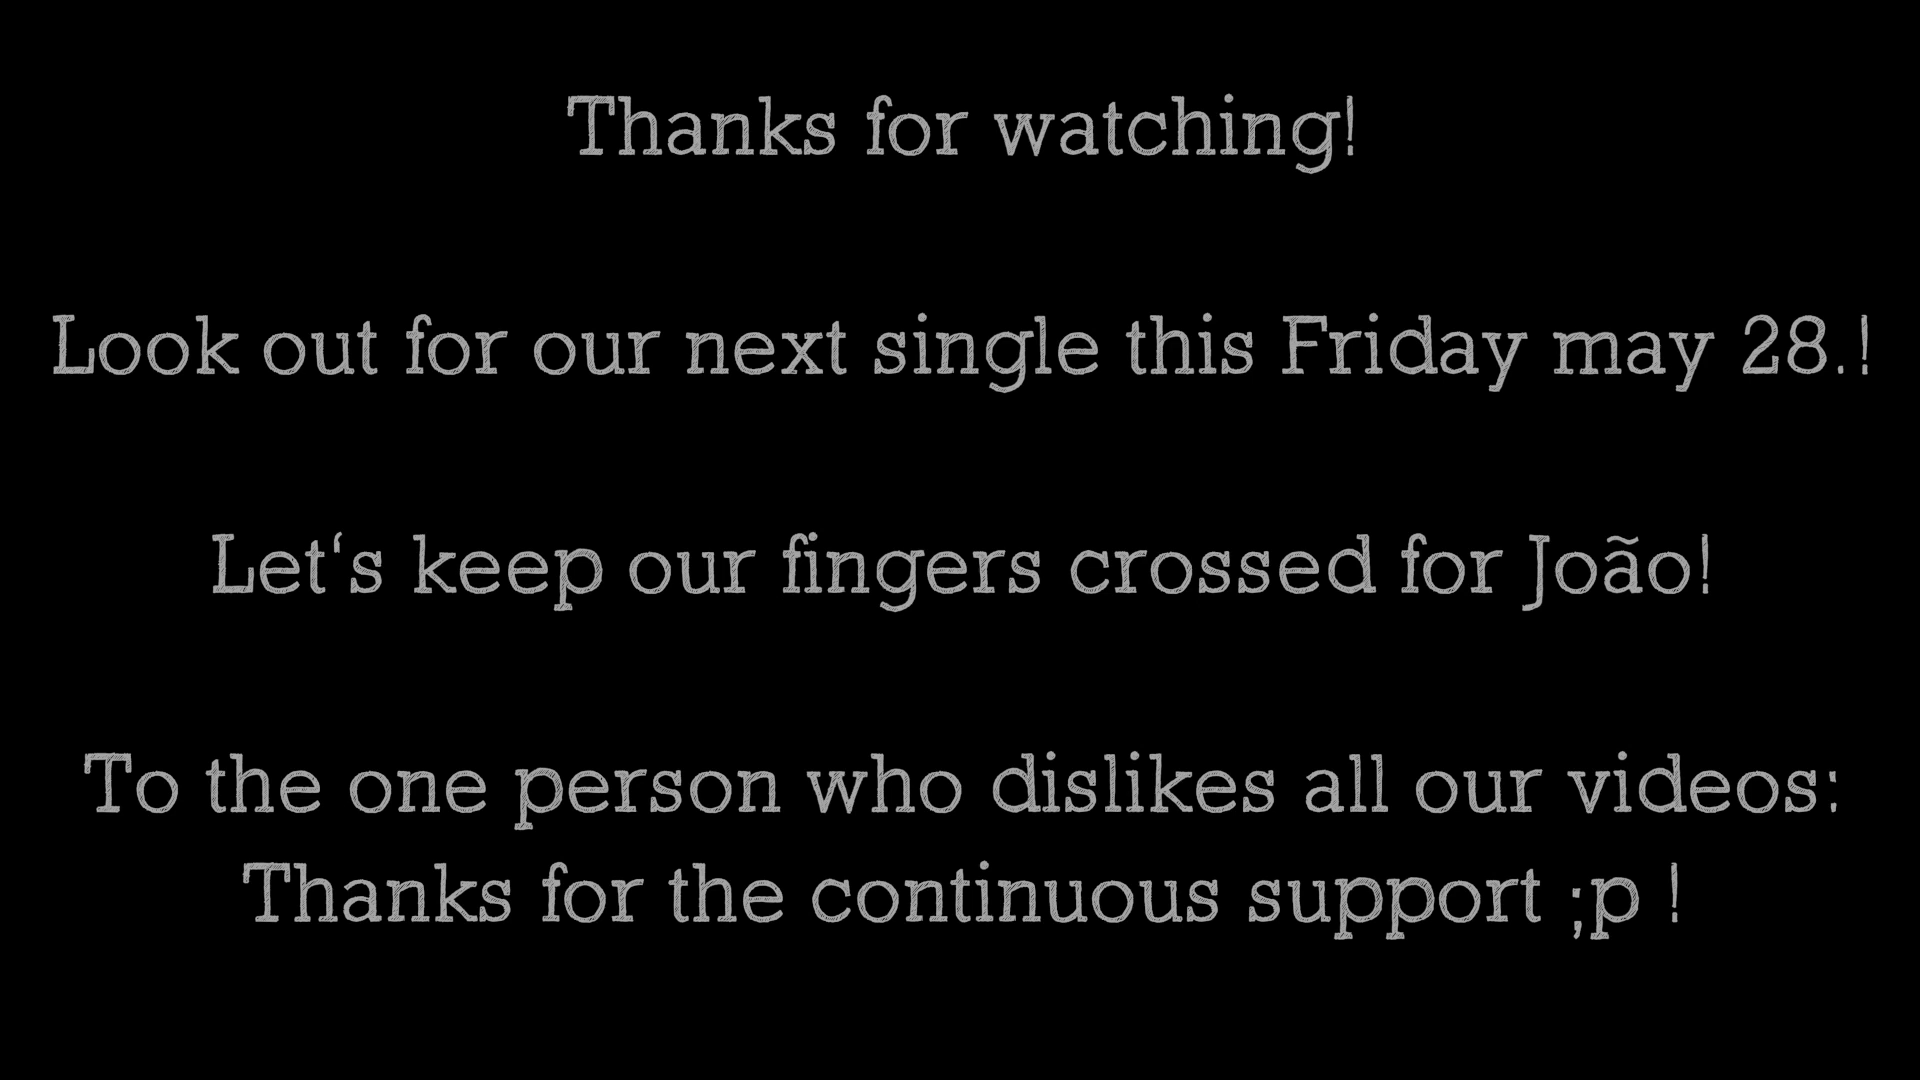 Thanks for watching!
Look out for our next single this Friday may 28.!
Let‘s keep our fingers crossed for João!
To the one person who dislikes all our videos:
Thanks for the continuous support ;p !